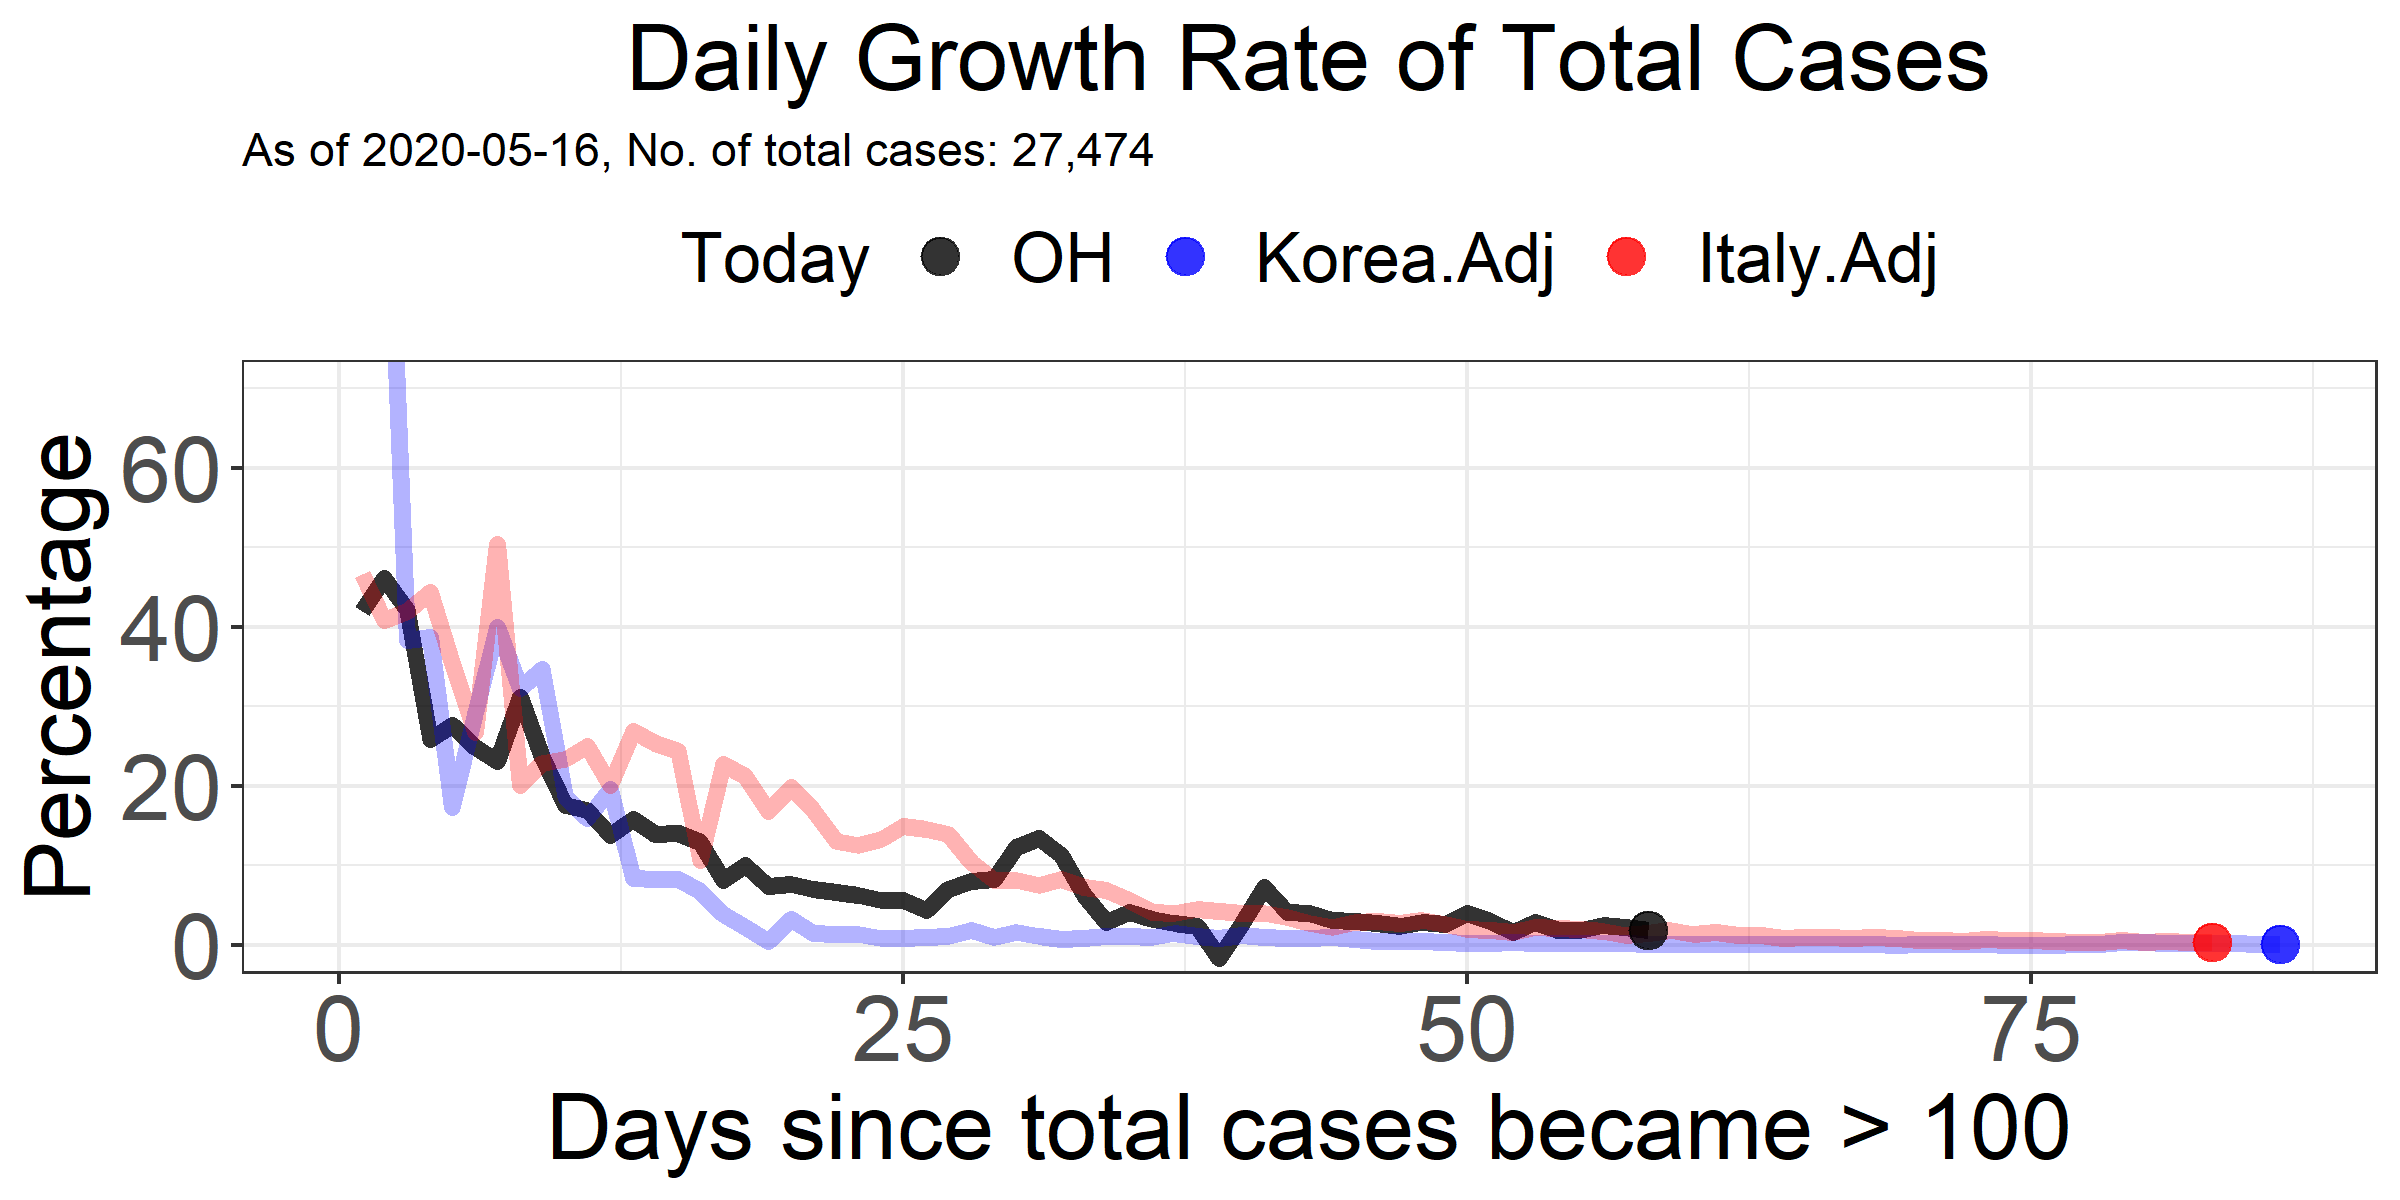 Daily Growth Rate of Total Cases
As of 2020-05-16, No. of total cases: 27,474
Today OH Korea.Adj Italy.Adj
Percentage
60
40
20
0
0 25 50 75
Days since total cases became > 100